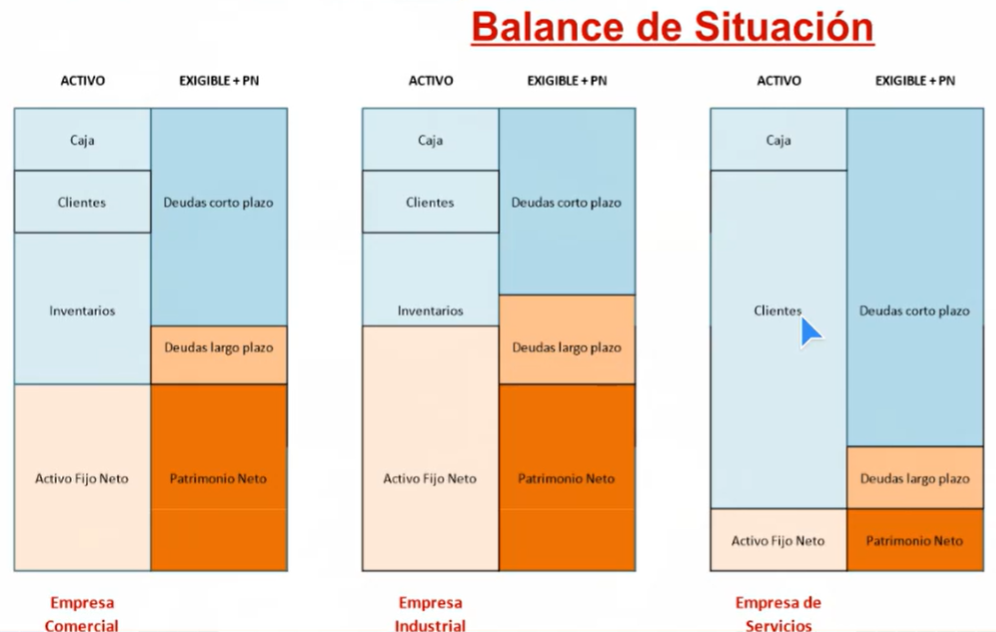 Balance de Situación
ACTIVO
EXIGIBLE + PN
Caja
Clientes
Inventarios
Activo Fijo Neto
Deudas corto plazo
Deudas largo plazo
Patrimonio Neto
Empresa
Comercial
ACTIVO
EXIGIBLE + PN
Caja
Clientes
Inventarios
Activo Fijo Neto
Deudas corto plazo
Deudas largo plazo
Patrimonio Neto
Empresa
Industrial
ACTIVO
EXIGIBLE + PN
Caja
Clientes
Activo Fijo Neto
Deudas corto plazo
Deudas largo plazo
Patrimonio Neto
Empresa de
Servicios